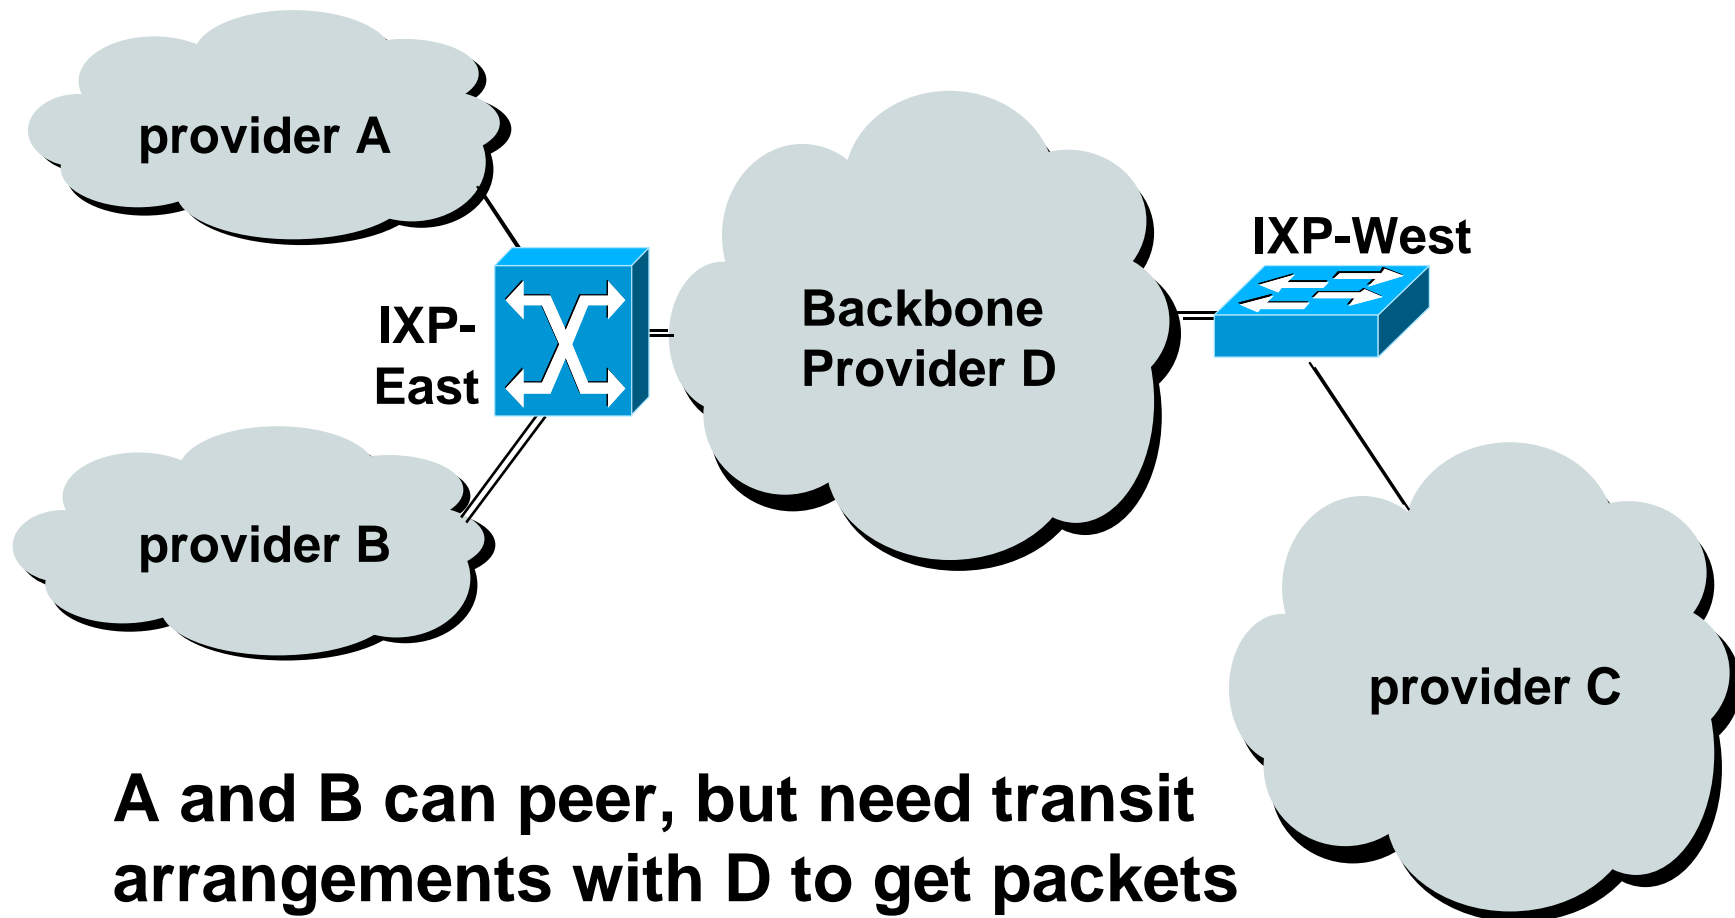 provider A
IXP-West
IXP-
East
Backbone
Provider D
provider B
provider C
A and B can peer, but need transit
arrangements with D to get packets